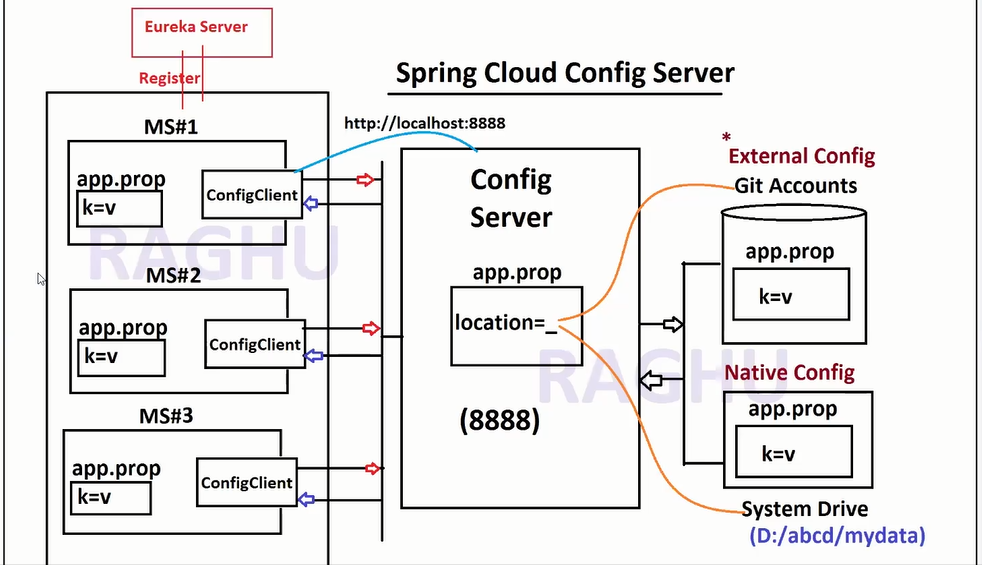 Eureka Server
Register
Spring Cloud Config Server
http://localhost:8888
MS#1
app.prop
k=v
ConfigClient
RAGHU
MS#2
app.prop
k=v
ConfigClient
MS#3
app.prop
k=v
ConfigClient
Config
Server
app.prop
location=_
(8888)
RAGHU
*
External Config
Git Accounts
app.prop
k=v
Native Config
app.prop
k=v
System Drive
(D:/abcd/mydata)